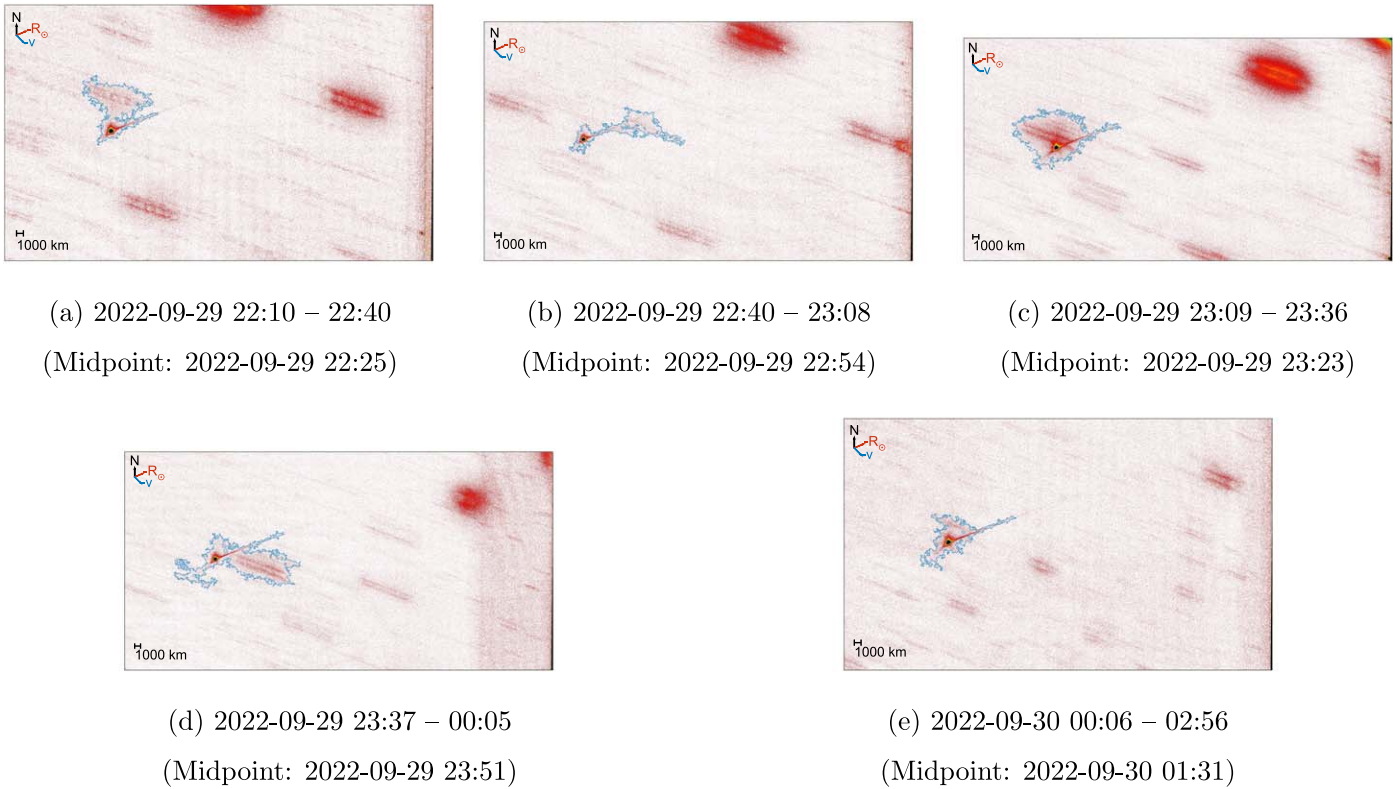 N
R☉
v
1000 km
N
R☉
v
1000 km
N
R☉
v
1000 km
(a) 2022-09-29 22:10 – 22:40
(Midpoint: 2022-09-29 22:25)
(b) 2022-09-29 22:40 – 23:08
(Midpoint: 2022-09-29 22:54)
(c) 2022-09-29 23:09 – 23:36
(Midpoint: 2022-09-29 23:23)
N
R☉
v
1000 km
N
R☉
v
1000 km
(d) 2022-09-29 23:37 – 00:05
(Midpoint: 2022-09-29 23:51)
(e) 2022-09-30 00:06 – 02:56
(Midpoint: 2022-09-30 01:31)